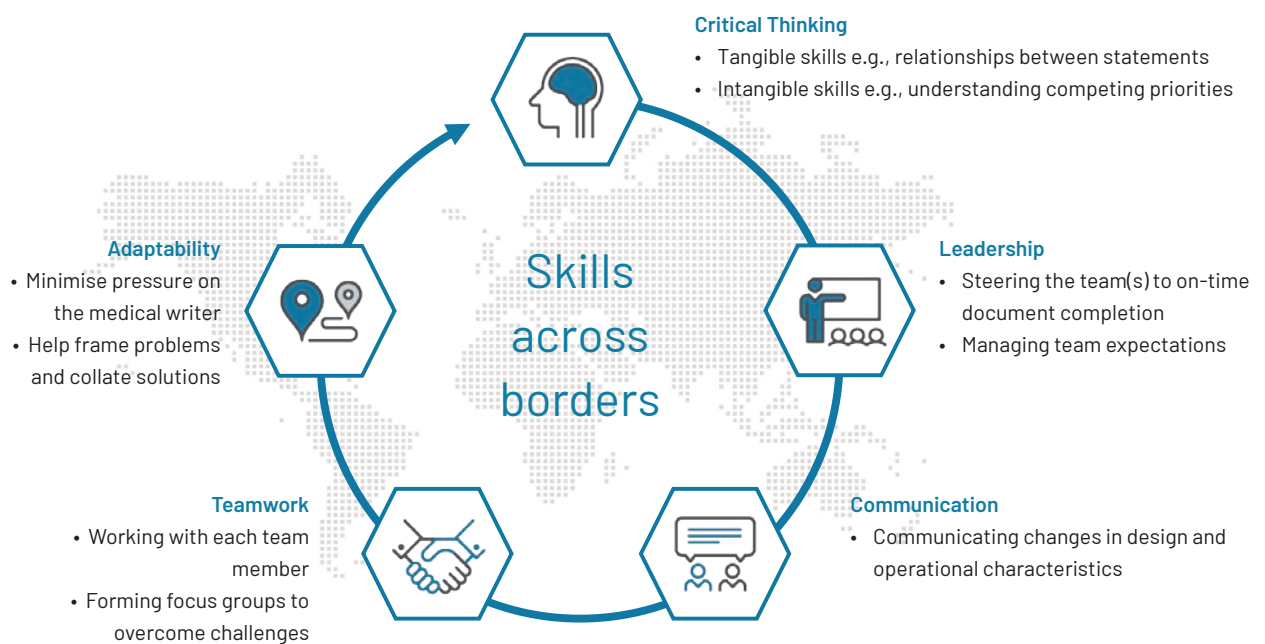 Critical Thinking
• Tangible skills e.g., relationships between statements
• Intangible skills e.g., understanding competing priorities
Leadership
• Steering the team(s) to on-time
document completion
• Managing team expectations
Communication
• Communicating changes in design and
operational characteristics
Teamwork
• Working with each team
member
• Forming focus groups to
overcome challenges
Adaptability
• Minimise pressure on
the medical writer
• Help frame problems
and collate solutions
Skills
across
borders